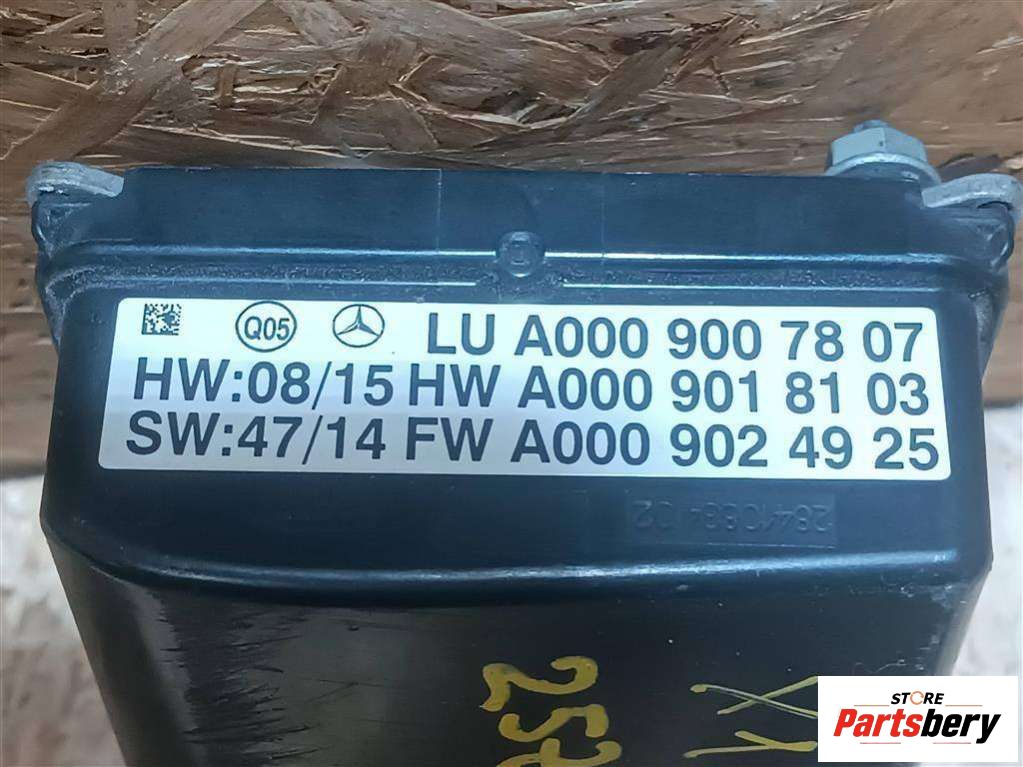 Q05 LU A000 900 78 07
HW:08/15 HW A000 901 81 03
SW:47/14 FW A000 902 49 25
STORE
Partsbery